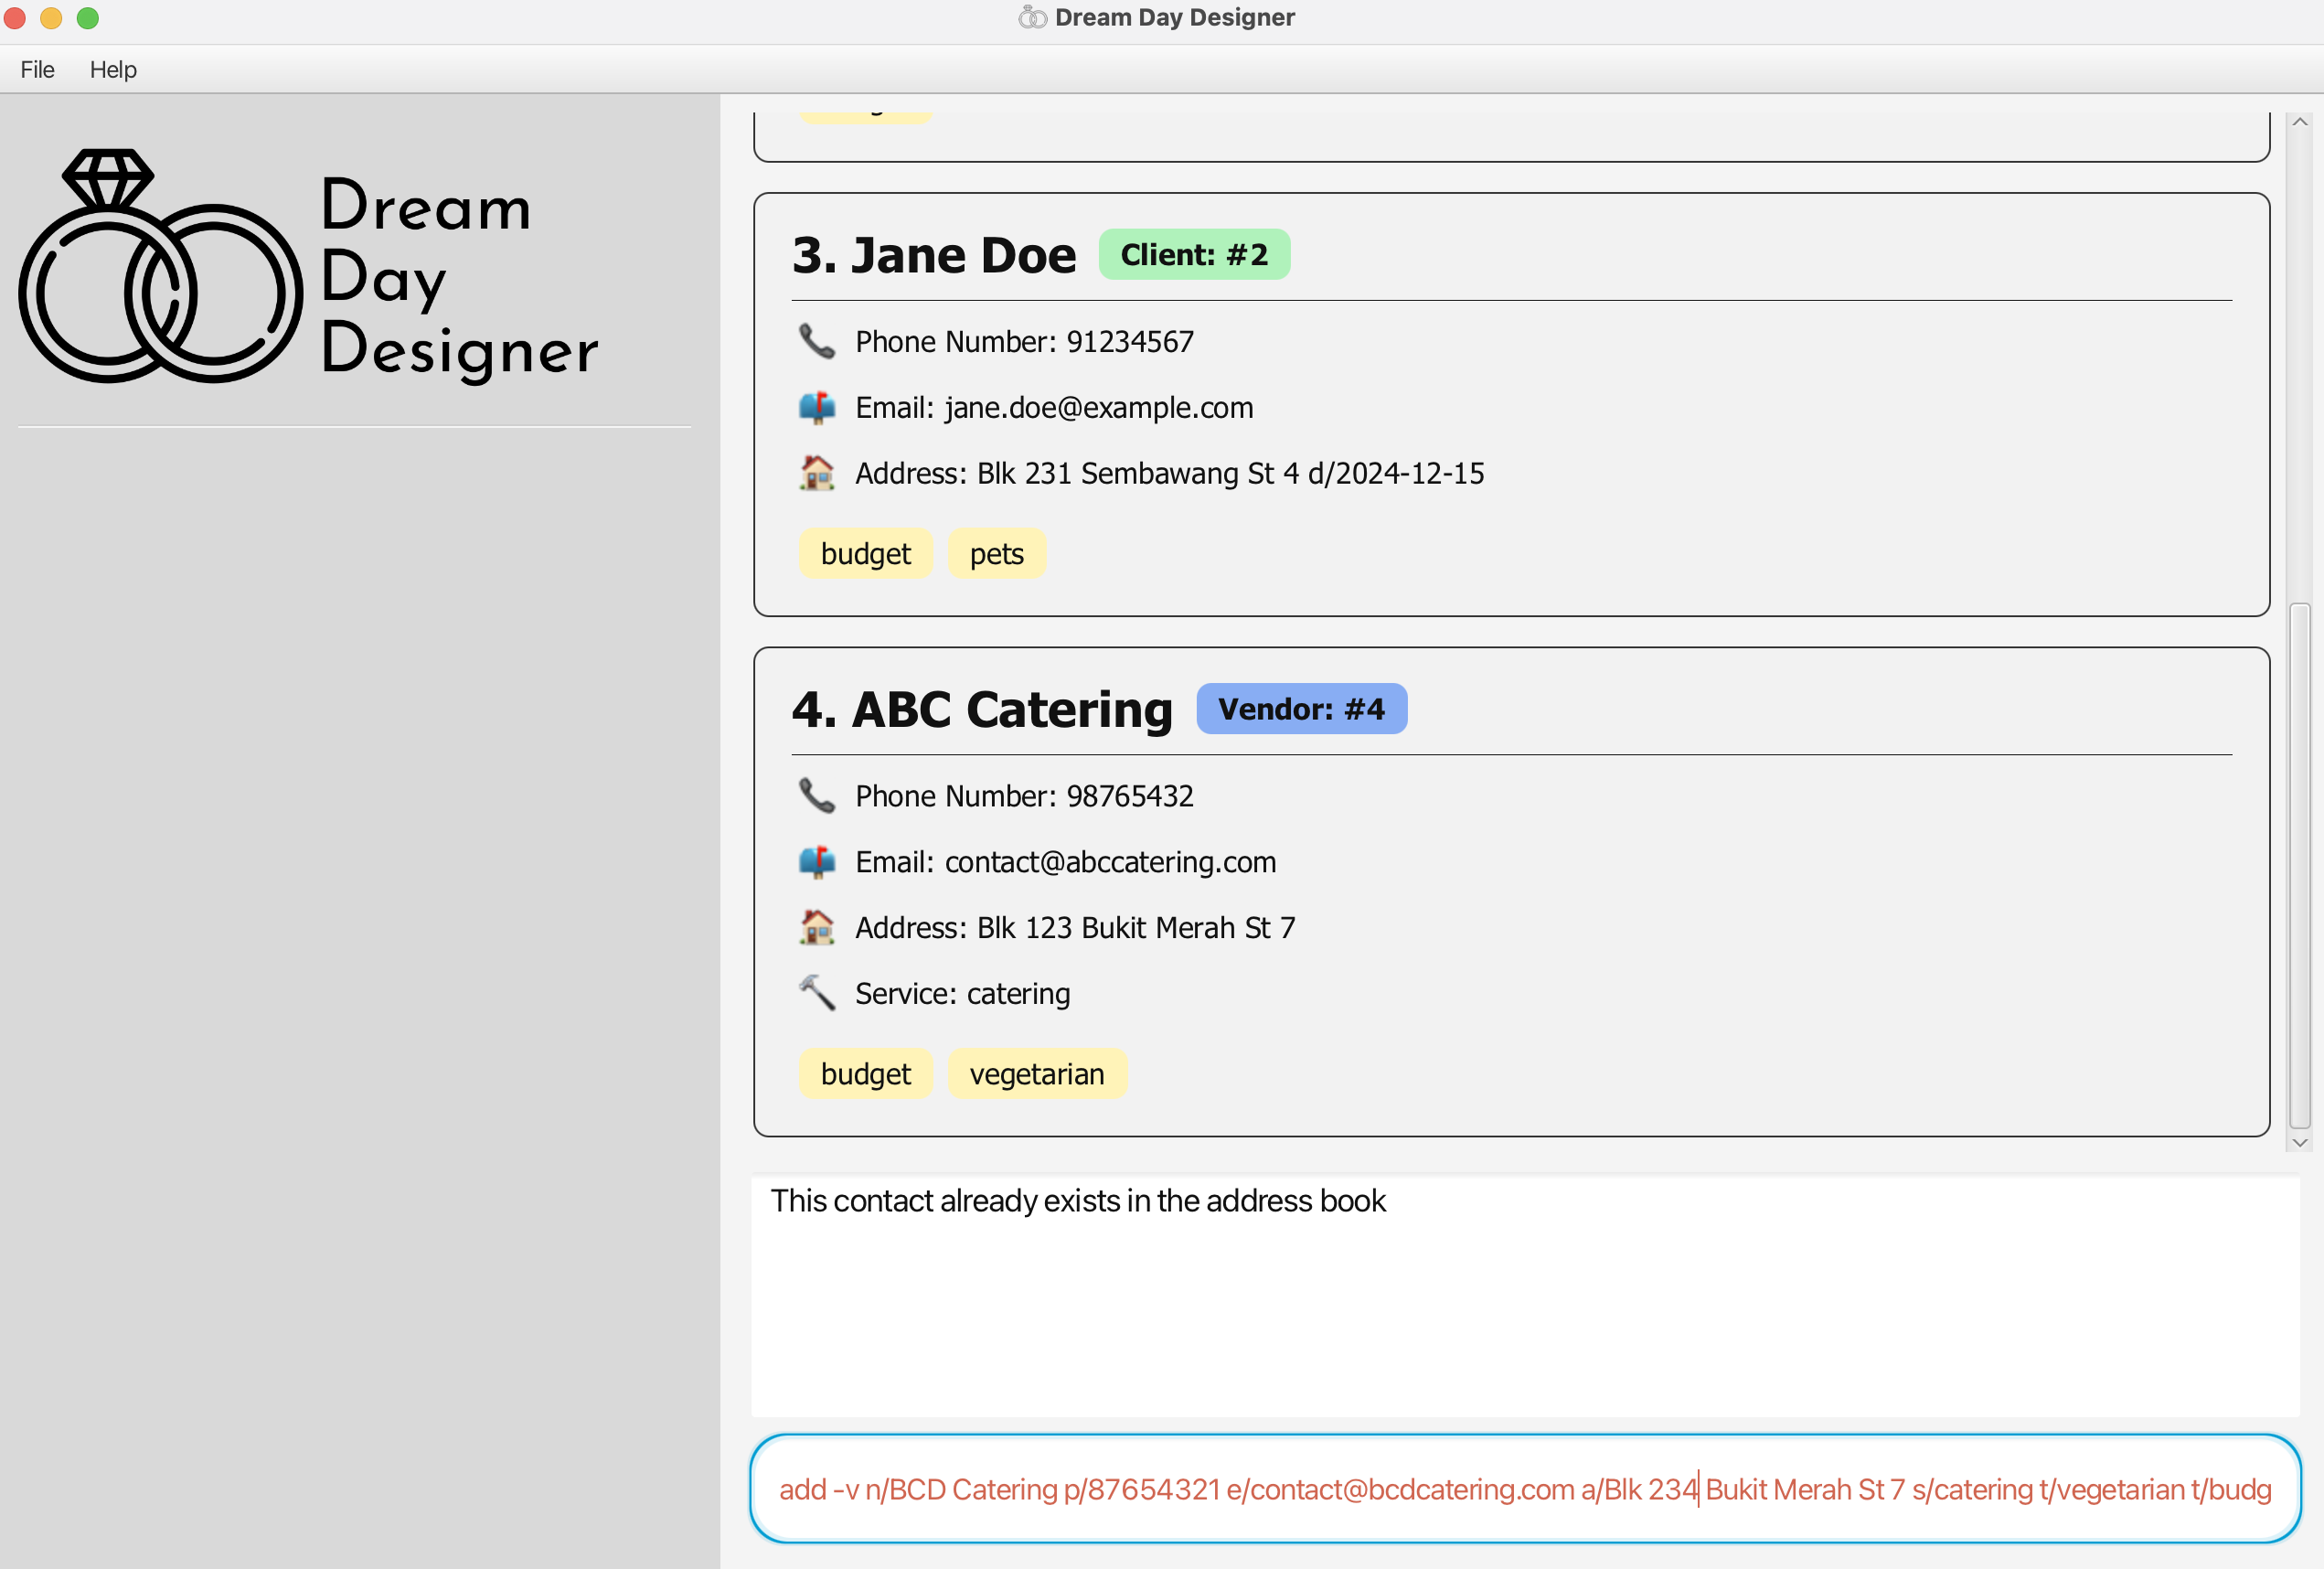 Dream Day Designer
File Help
Dream
Day
Designer
3. Jane Doe Client: #2
Phone Number: 91234567
Email: jane.doe@example.com
Address: Blk 231 Sembawang St 4 d/2024-12-15
budget pets
4. ABC Catering Vendor: #4
Phone Number: 98765432
Email: contact@abccatering.com
Address: Blk 123 Bukit Merah St 7
Service: catering
budget vegetarian
This contact already exists in the address book
add -v n/BCD Catering p/87654321 e/contact@bcdcatering.com a/Blk 234 Bukit Merah St 7 s/catering t/vegetarian t/budg